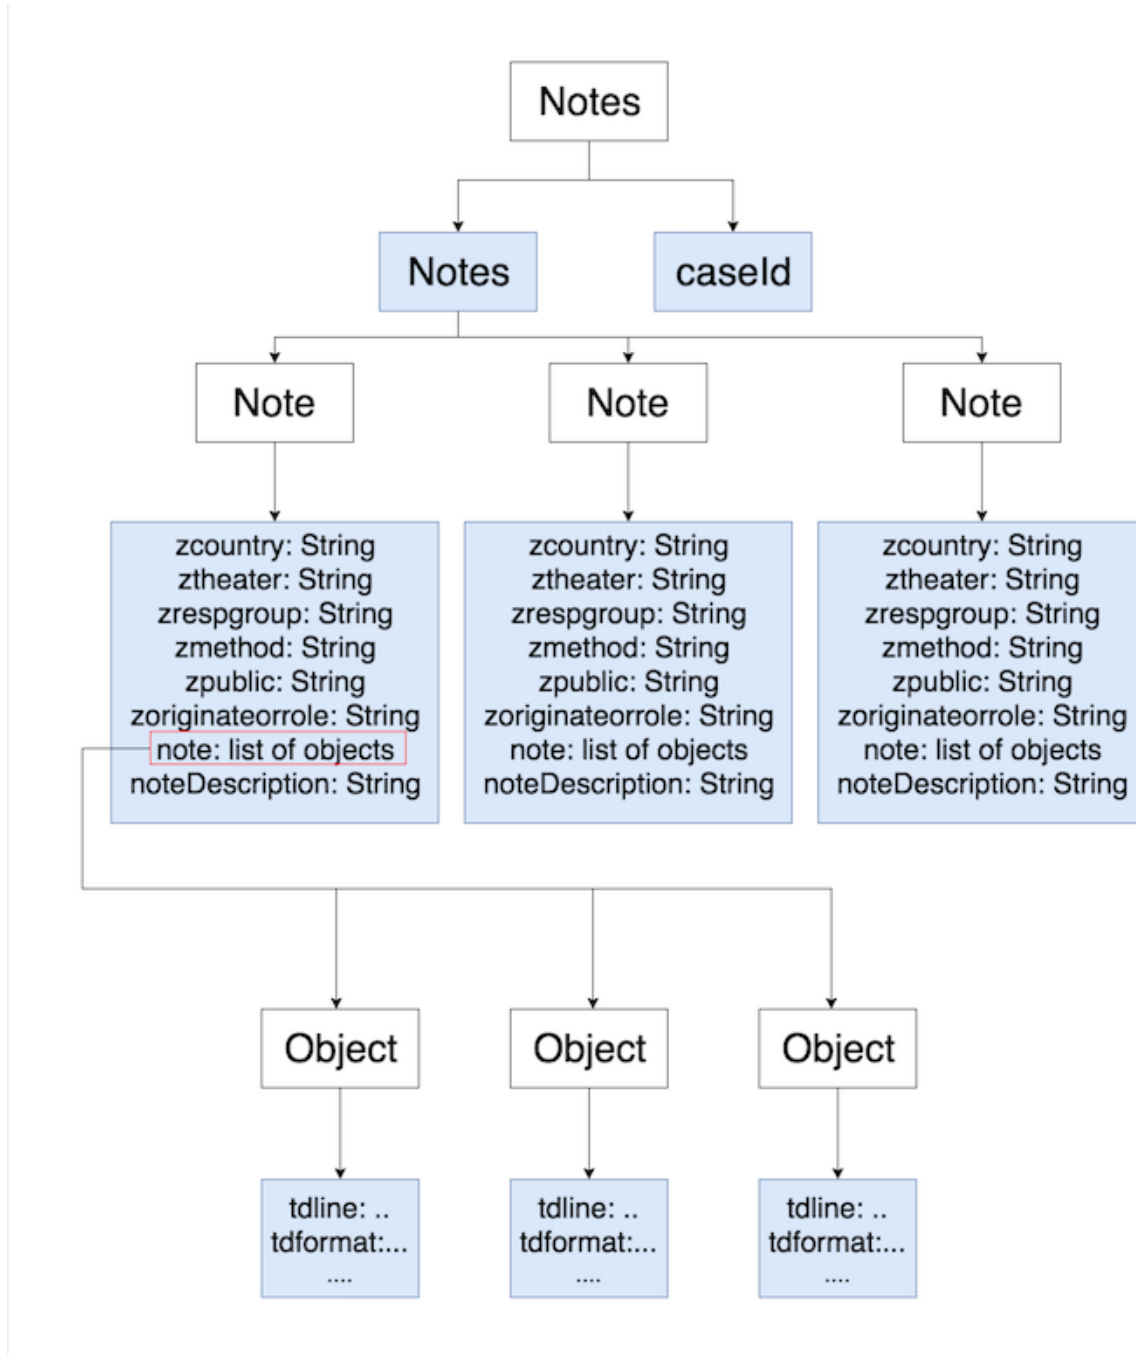 Notes
Notes
caseId
Note
Note
Note
zcountry: String
ztheater: String
zrespgroup: String
zmethod: String
zpublic: String
zoriginateorrole: String
note: list of objects
noteDescription: String
zcountry: String
ztheater: String
zrespgroup: String
zmethod: String
zpublic: String
zoriginateorrole: String
note: list of objects
noteDescription: String
zcountry: String
ztheater: String
zrespgroup: String
zmethod: String
zpublic: String
zoriginateorrole: String
note: list of objects
noteDescription: String
Object
Object
Object
tdline: ..
tdformat:...
....
tdline: ..
tdformat:...
....
tdline: ..
tdformat:...
....